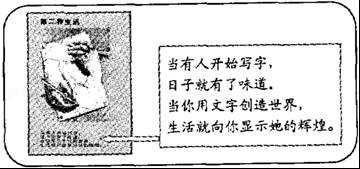 第二种生活
当有人开始写字，
日子就有了味道。
当你用文字创造世界，
生活就向你显示她的辉煌。